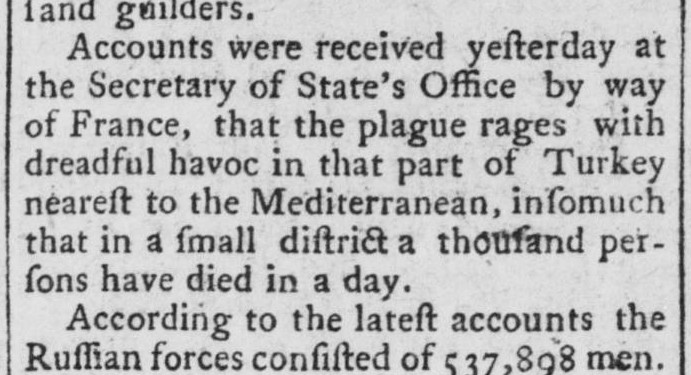 ſand guilders.
Accounts were received yeſterday at
the Secretary of State's Office by way
of France, that the plague rages with
dreadful havoc in that part of Turkey
neareſt to the Mediterranean, inſomuch
that in a ſmall diſtrict a thouſand per-
ſons have died in a day.
According to the lateſt accounts the
Ruſſian forces conſiſted of 537,898 men.